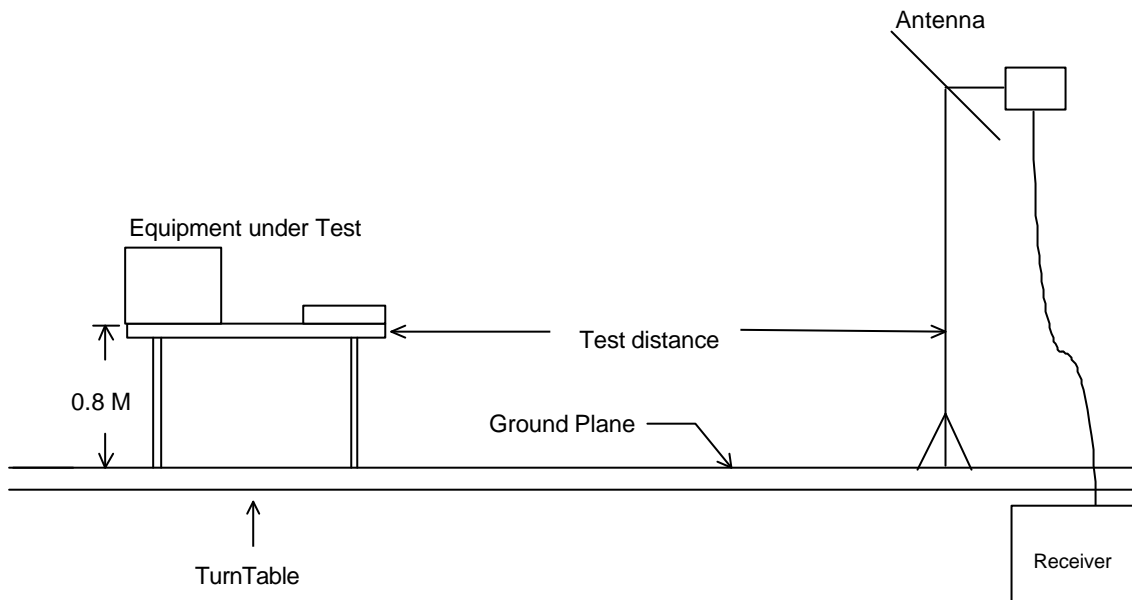 Antenna
Equipment under Test
Test distance
0.8 M
Ground Plane
TurnTable
Receiver